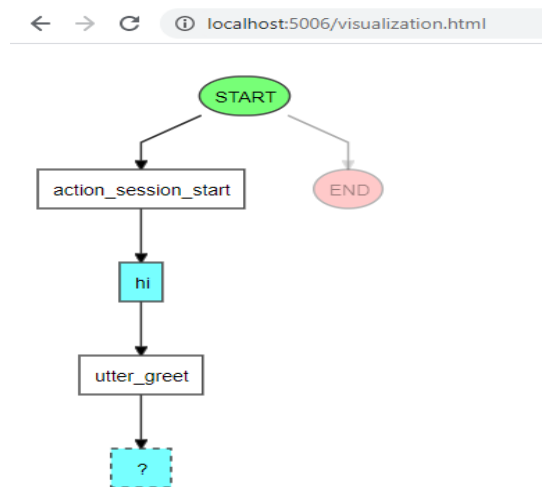 localhost:5006/visualization.html
START
action_session_start
END
hi
utter_greet
?